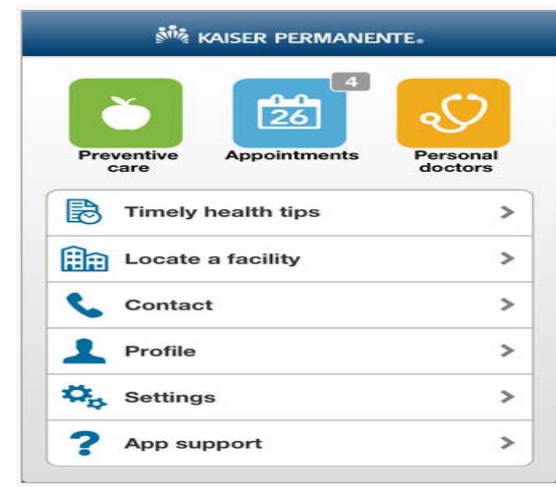 KAISER PERMANENTE®
4
26
Preventive
care
Appointments
Personal
doctors
Timely health tips
Locate a facility
Contact
Profile
Settings
App support